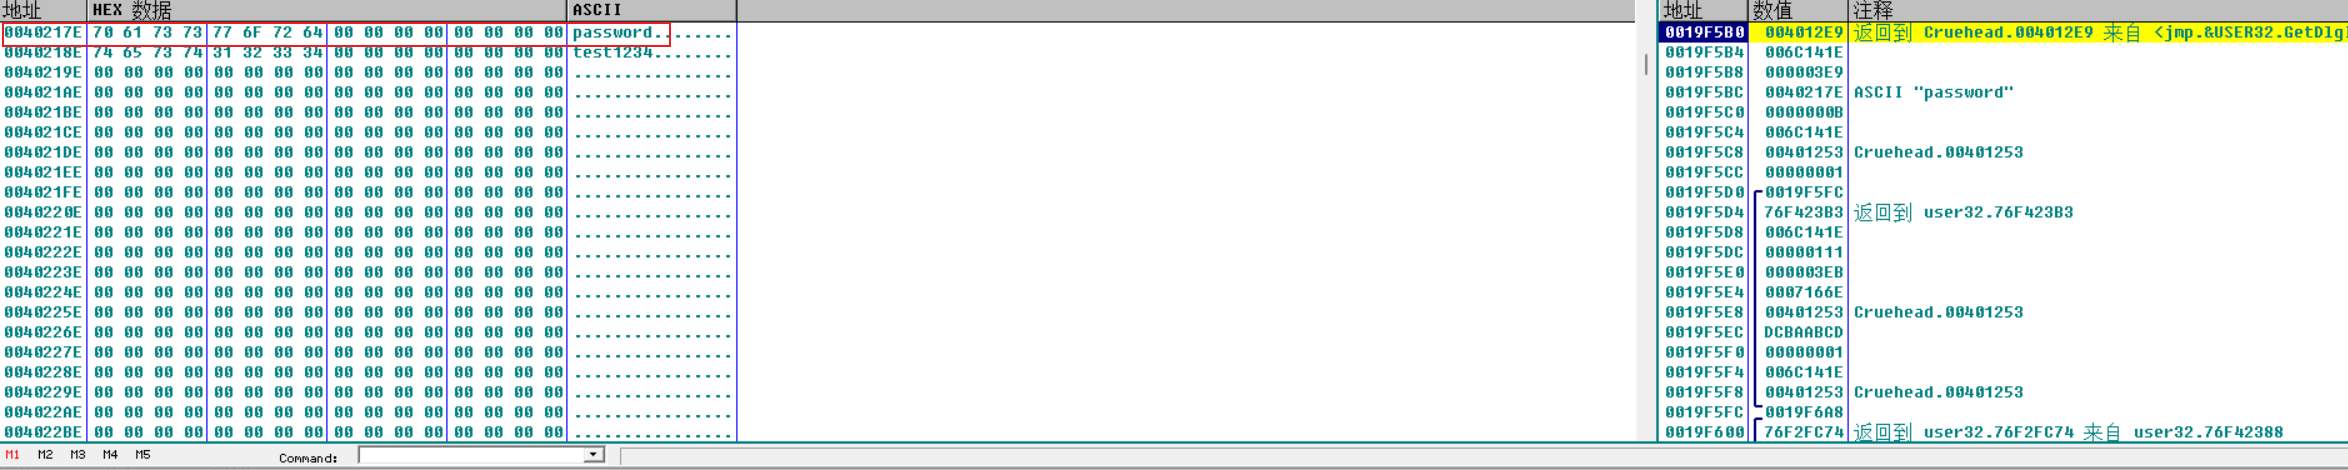 地址 HEX 数据 ASCII
0040217E 70 61 73 73 77 6F 72 64 00 00 00 00 00 00 00 00 password........
0040218E 74 65 73 74 31 32 33 34 00 00 00 00 00 00 00 00 test1234........
0040219E 00 00 00 00 00 00 00 00 00 00 00 00 00 00 00 00 ................
004021AE 00 00 00 00 00 00 00 00 00 00 00 00 00 00 00 00 ................
004021BE 00 00 00 00 00 00 00 00 00 00 00 00 00 00 00 00 ................
004021CE 00 00 00 00 00 00 00 00 00 00 00 00 00 00 00 00 ................
004021DE 00 00 00 00 00 00 00 00 00 00 00 00 00 00 00 00 ................
004021EE 00 00 00 00 00 00 00 00 00 00 00 00 00 00 00 00 ................
004021FE 00 00 00 00 00 00 00 00 00 00 00 00 00 00 00 00 ................
0040220E 00 00 00 00 00 00 00 00 00 00 00 00 00 00 00 00 ................
0040221E 00 00 00 00 00 00 00 00 00 00 00 00 00 00 00 00 ................
0040222E 00 00 00 00 00 00 00 00 00 00 00 00 00 00 00 00 ................
0040223E 00 00 00 00 00 00 00 00 00 00 00 00 00 00 00 00 ................
0040224E 00 00 00 00 00 00 00 00 00 00 00 00 00 00 00 00 ................
0040225E 00 00 00 00 00 00 00 00 00 00 00 00 00 00 00 00 ................
0040226E 00 00 00 00 00 00 00 00 00 00 00 00 00 00 00 00 ................
0040227E 00 00 00 00 00 00 00 00 00 00 00 00 00 00 00 00 ................
0040228E 00 00 00 00 00 00 00 00 00 00 00 00 00 00 00 00 ................
0040229E 00 00 00 00 00 00 00 00 00 00 00 00 00 00 00 00 ................
004022AE 00 00 00 00 00 00 00 00 00 00 00 00 00 00 00 00 ................
004022BE 00 00 00 00 00 00 00 00 00 00 00 00 00 00 00 00 ................
地址 数值 注释
0019F5B0 004012E9 返回到 Cruehead.004012E9 来自 <jmp.&USER32.GetDlgI
0019F5B4 006C141E
0019F5B8 000003E9
0019F5BC 0040217E ASCII "password"
0019F5C0 0000000B
0019F5C4 006C141E
0019F5C8 00401253 Cruehead.00401253
0019F5CC 00000001
0019F5D0 0019F5FC
0019F5D4 76F423B3 返回到 user32.76F423B3
0019F5D8 006C141E
0019F5DC 00000111
0019F5E0 000003EB
0019F5E4 0007166E
0019F5E8 00401253 Cruehead.00401253
0019F5EC DCBAABCD
0019F5F0 00000001
0019F5F4 006C141E
0019F5F8 00401253 Cruehead.00401253
0019F5FC 0019F6A8
0019F600 76F2FC74 返回到 user32.76F2FC74 来自 user32.76F42388
M1 M2 M3 M4 M5 Command: